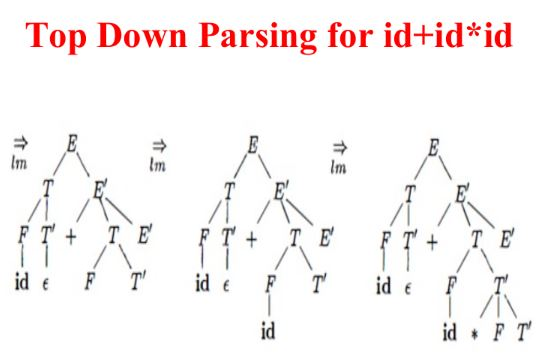 Top Down Parsing for id+id*id
⇒ E ⇒ E ⇒ E
lm lm lm
T E' T E' T E'
F T' + T E' F T' + T E' F T' + T E'
id ϵ F T' id ϵ F T' id ϵ F T'
id id * F T'